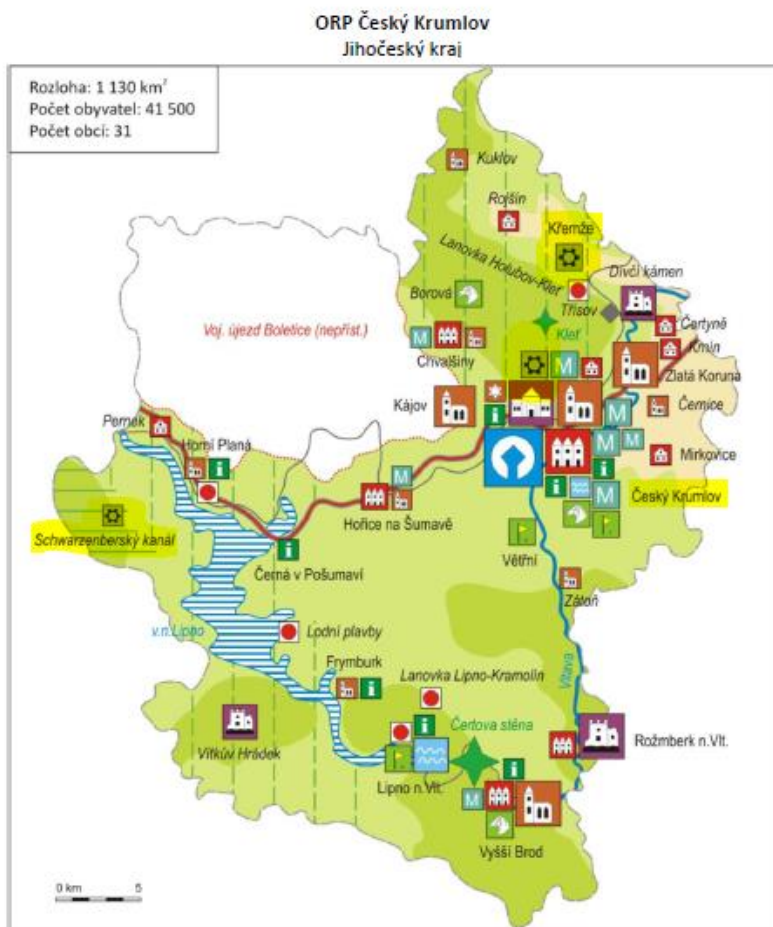 ORP Český Krumlov
Jihočeský kraj
Rozloha: 1 130 km²
Počet obyvatel: 41 500
Počet obcí: 31
Kuklov
Rojšín
Křemže
Lanovka Holubov-Kleť
Dívčí kámen
Borová
Třísov
Čertyně
Voj. újezd Boletice (nepříst.)
Kleť
Kmín
M
Chvalšiny
M
Zlatá Koruna
Kájov
Černice
i
M
Perněk
Horní Planá
M
M
Mirkovice
i
M
i
Hořice na Šumavě
i
M
Český Krumlov
Schwarzenberský kanál
i
Větřní
Černá v Pošumaví
Zátoň
v.n.Lipno
Lodní plavby
Frymburk
Lanovka Lipno-Kramolín
Vltava
i
i
Čertova stěna
Vítkův Hrádek
Rožmberk n.Vlt.
Lipno n.Vlt.
i
M
Vyšší Brod
0 km 5